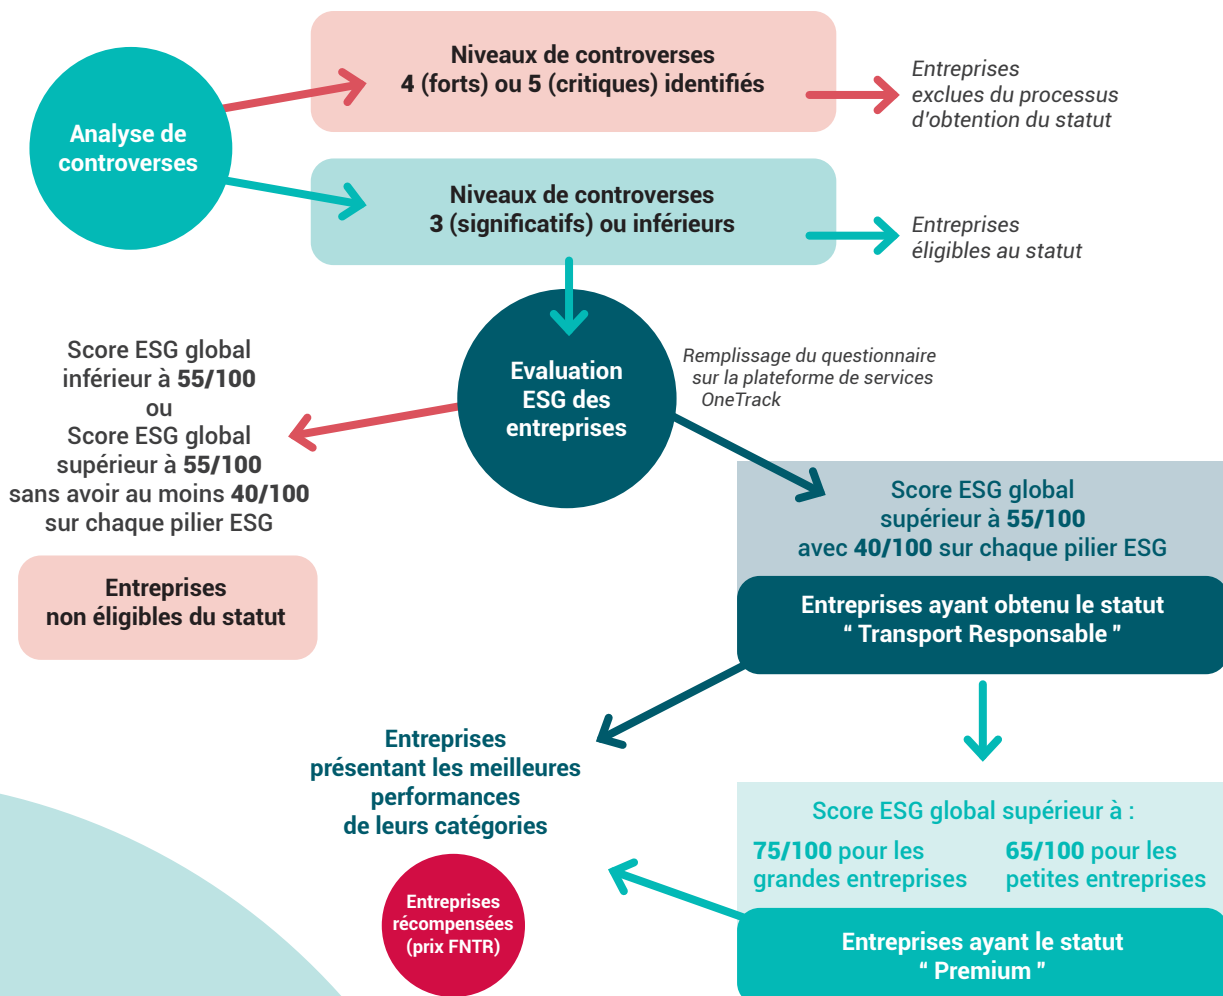 Analyse de
controverses
Niveaux de controverses
4 (forts) ou 5 (critiques) identifiés
Entreprises
exclues du processus
d'obtention du statut
Niveaux de controverses
3 (significatifs) ou inférieurs
Entreprises
éligibles au statut
Evaluation
ESG des
entreprises
Remplissage du questionnaire
sur la plateforme de services
OneTrack
Score ESG global
inférieur à 55/100
ou
Score ESG global
supérieur à 55/100
sans avoir au moins 40/100
sur chaque pilier ESG
Entreprises
non éligibles du statut
Score ESG global
supérieur à 55/100
avec 40/100 sur chaque pilier ESG
Entreprises ayant obtenu le statut
“ Transport Responsable ”
Entreprises
présentant les meilleures
performances
de leurs catégories
Entreprises
récompensées
(prix FNTR)
Score ESG global supérieur à :
75/100 pour les
grandes entreprises
65/100 pour les
petites entreprises
Entreprises ayant le statut
“ Premium ”